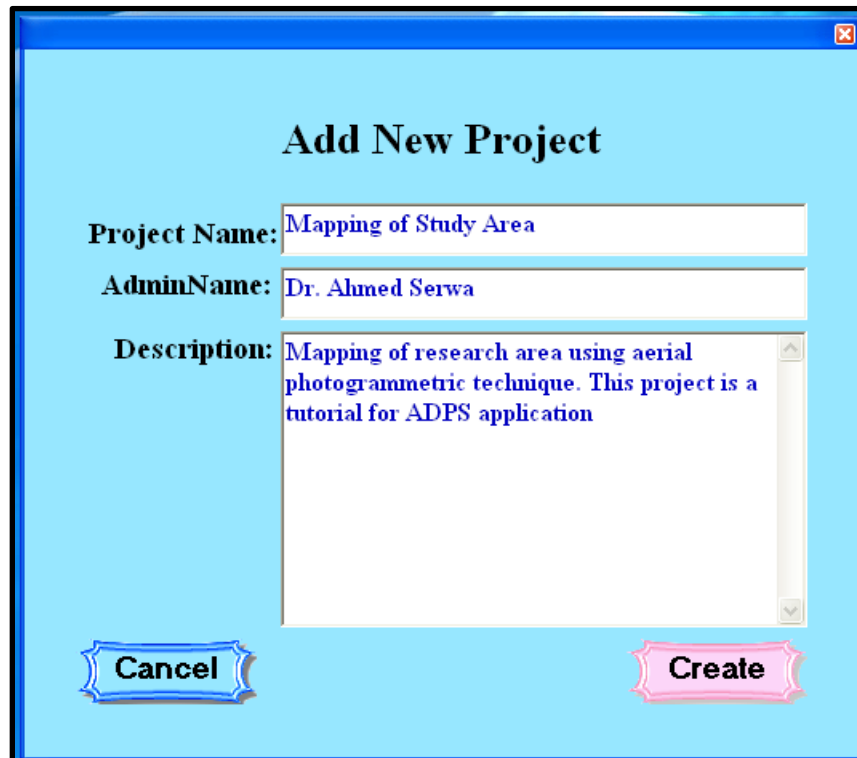 Add New Project
Project Name: Mapping of Study Area
AdminName: Dr. Ahmed Serwa
Description: Mapping of research area using aerial
photogrammetric technique. This project is a
tutorial for ADPS application
Cancel Create